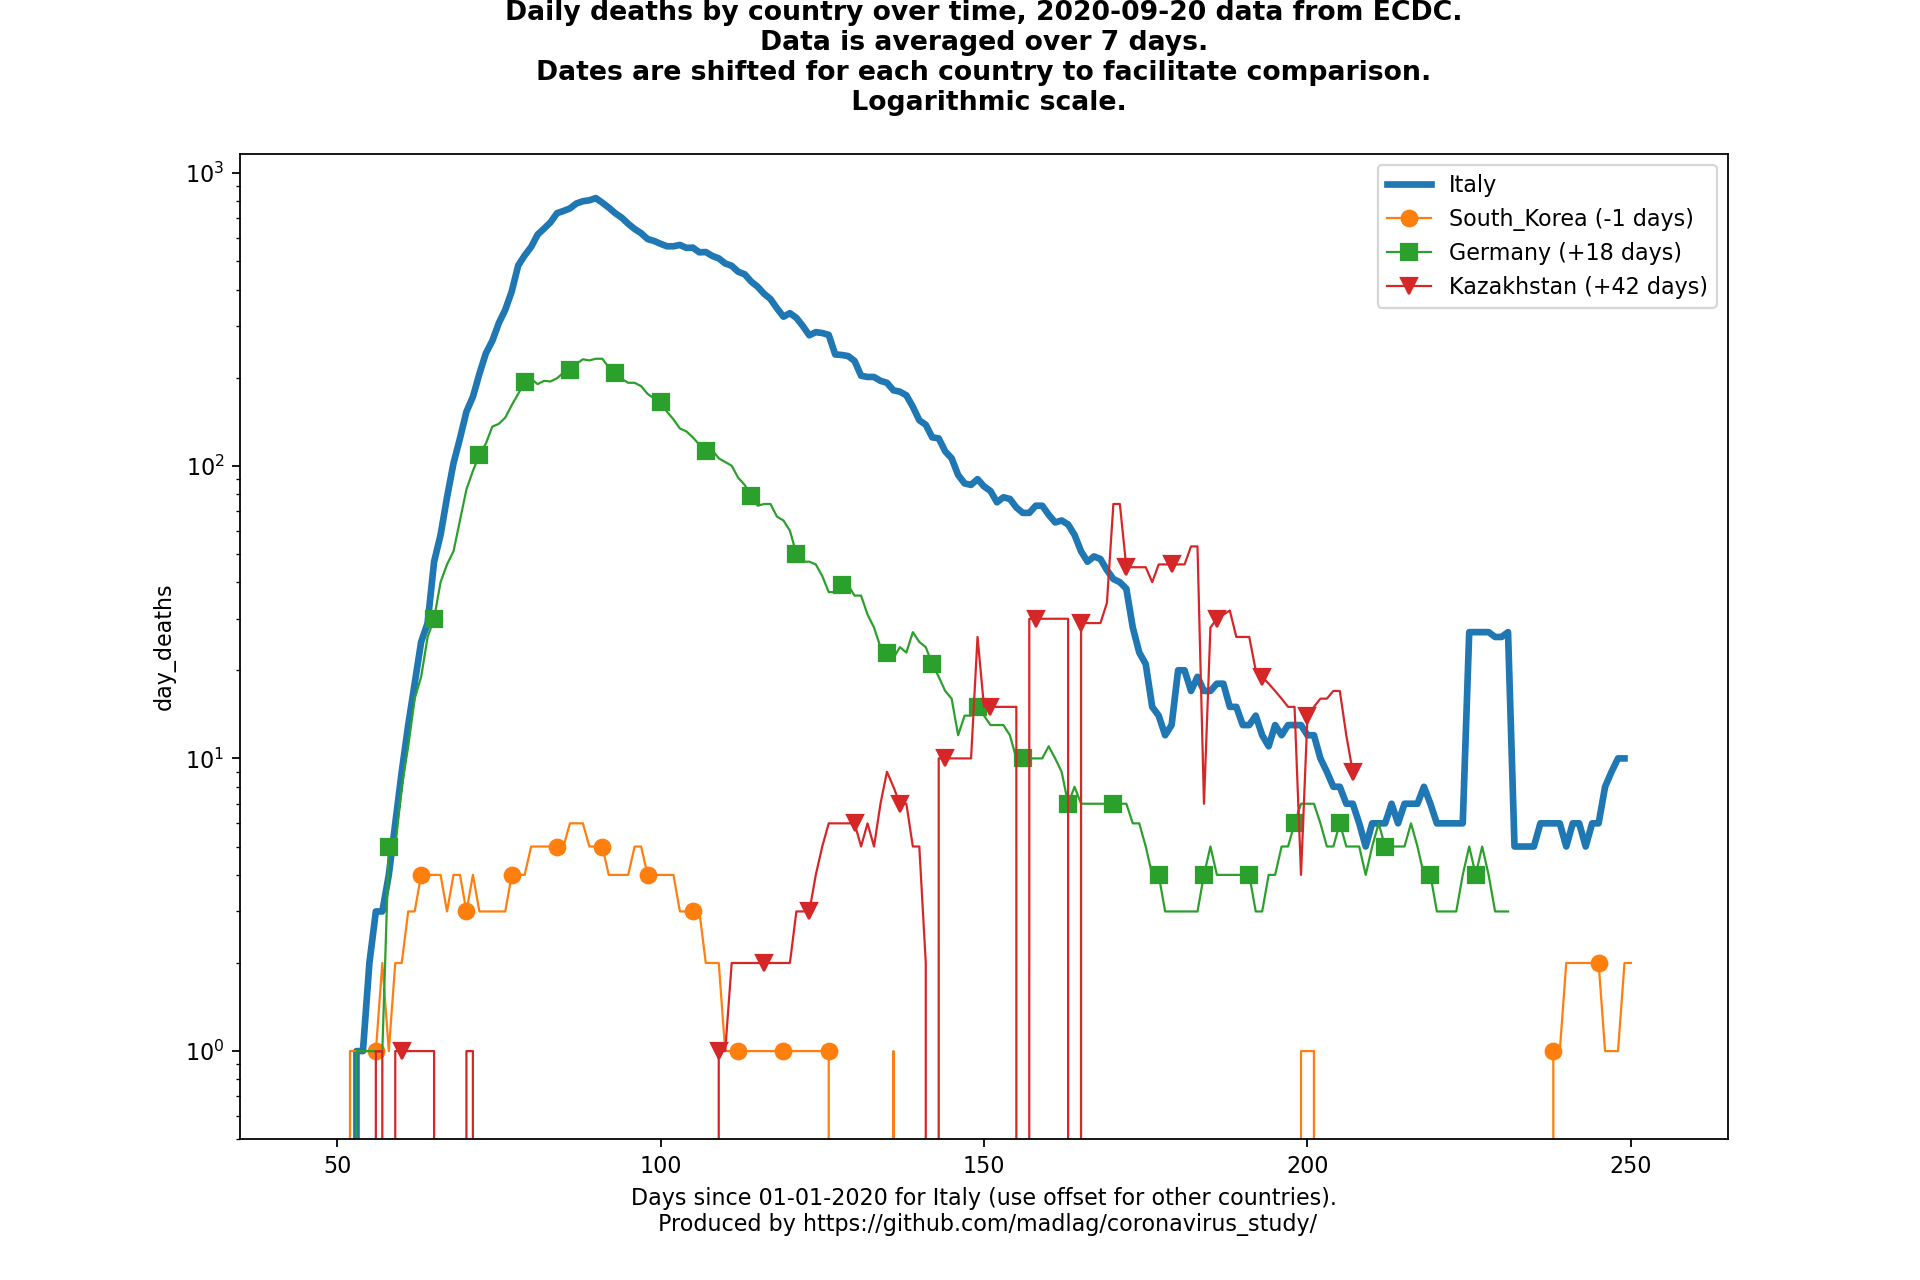 Daily deaths by country over time, 2020-09-20 data from ECDC.
Data is averaged over 7 days.
Dates are shifted for each country to facilitate comparison.
Logarithmic scale.
10³
10²
10¹
10⁰
day_deaths
Italy
South_Korea (-1 days)
Germany (+18 days)
Kazakhstan (+42 days)
50 100 150 200 250
Days since 01-01-2020 for Italy (use offset for other countries).
Produced by https://github.com/madlag/coronavirus_study/